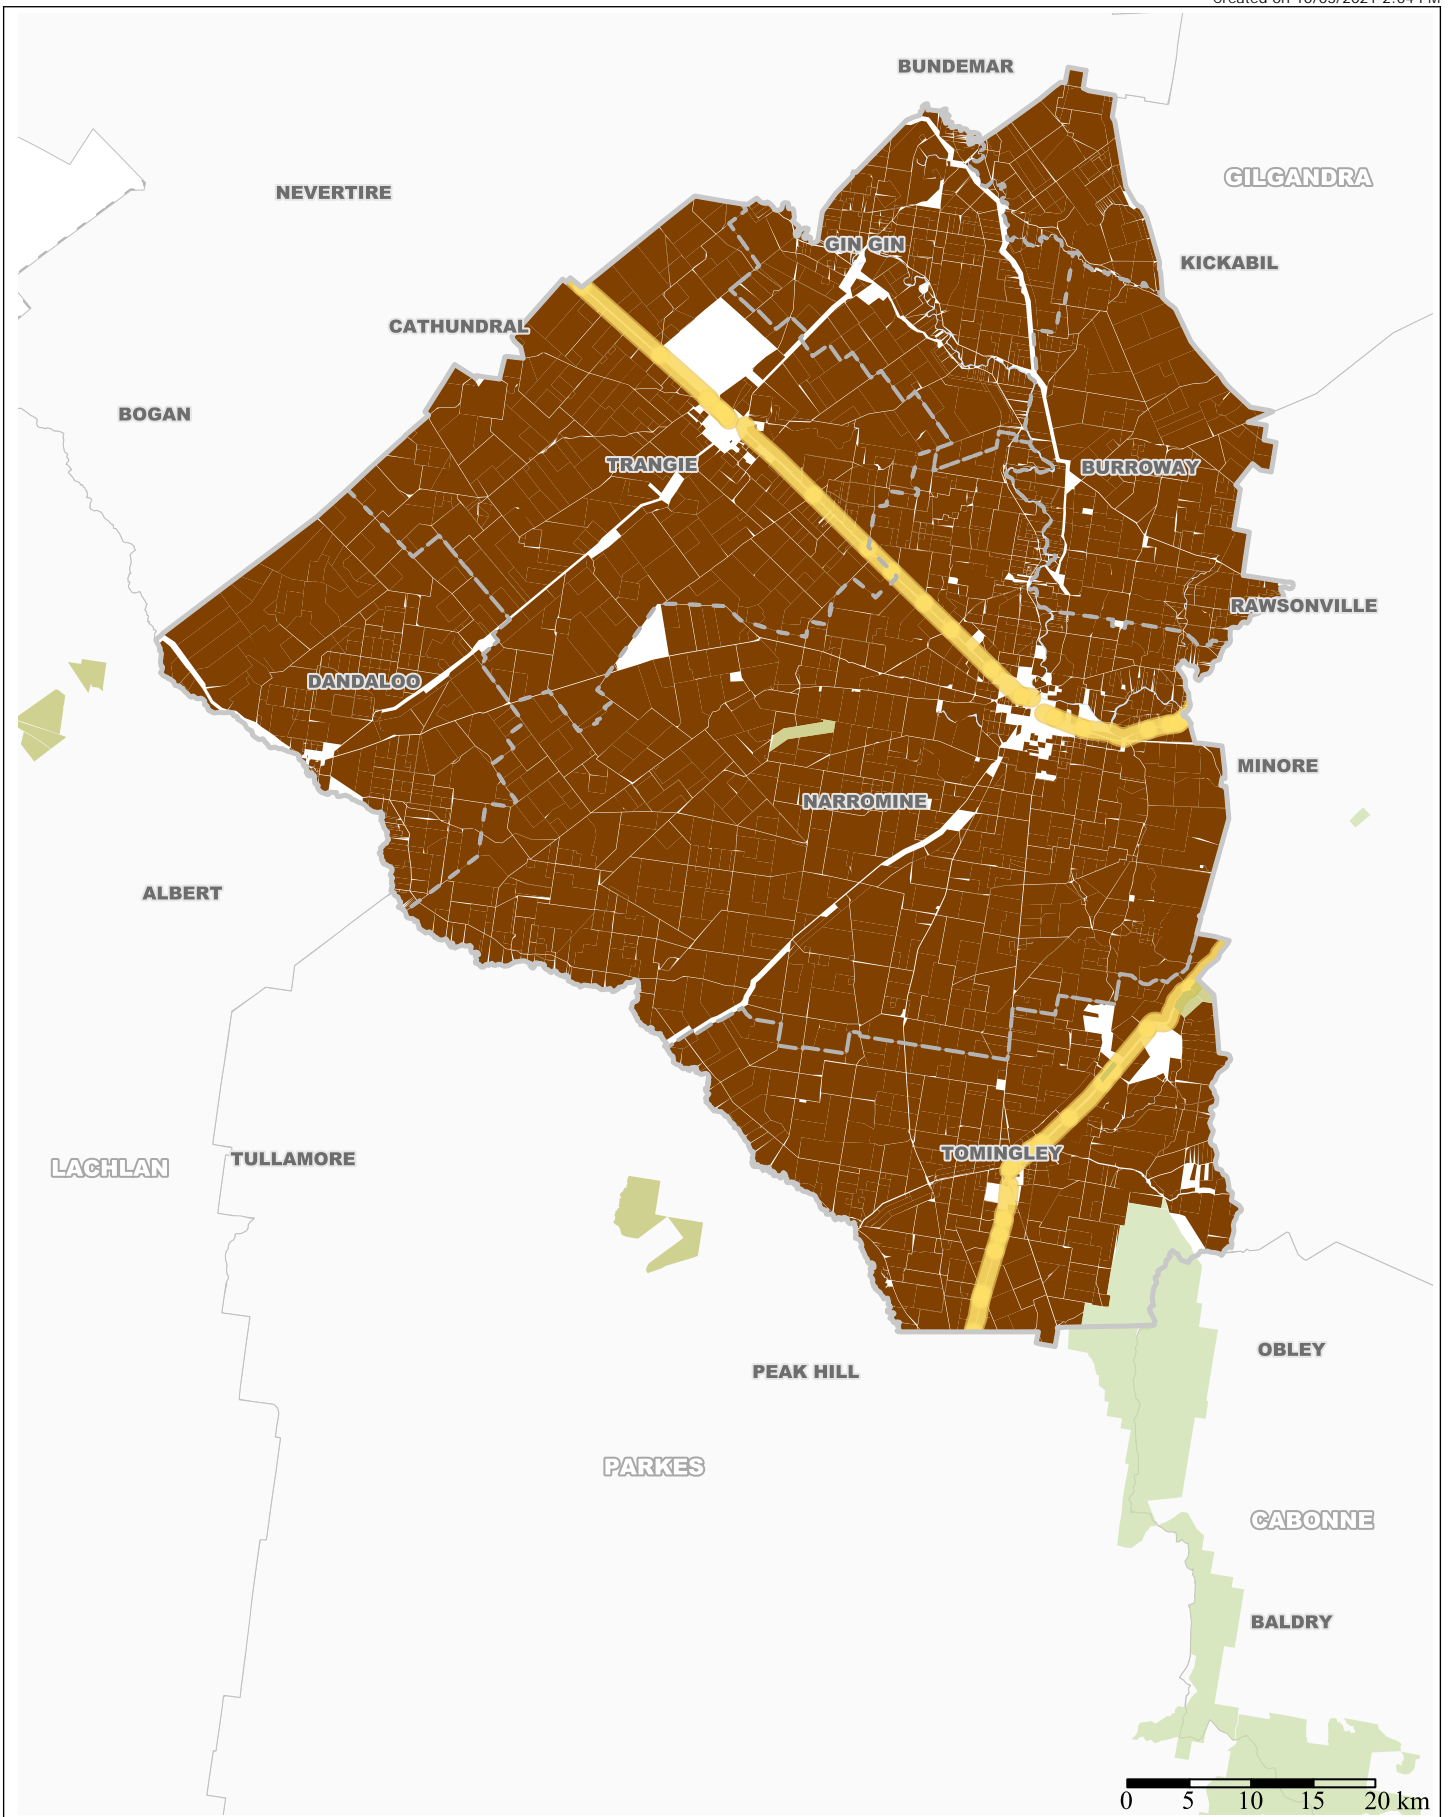 BUNDEMAR
GILGANDRA
NEVERTIRE
GIN GIN
KICKABIL
CATHUNDRAL
BOGAN
TRANGIE
BURROWAY
RAWSONVILLE
DANDALOO
MINORE
NARROMINE
ALBERT
TOMINGLEY
LACHLAN
TULLAMORE
OBLEY
PEAK HILL
PARKES
CABONNE
BALDRY
0 5 10 15 20 km